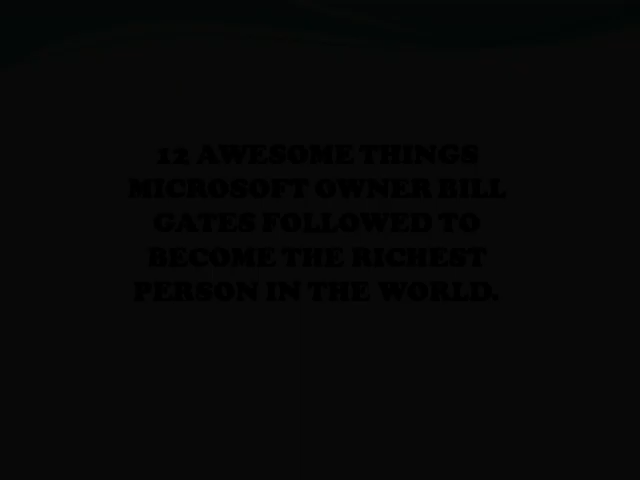 12 AWESOME THINGS
MICROSOFT OWNER BILL
GATES FOLLOWED TO
BECOME THE RICHEST
PERSON IN THE WORLD.